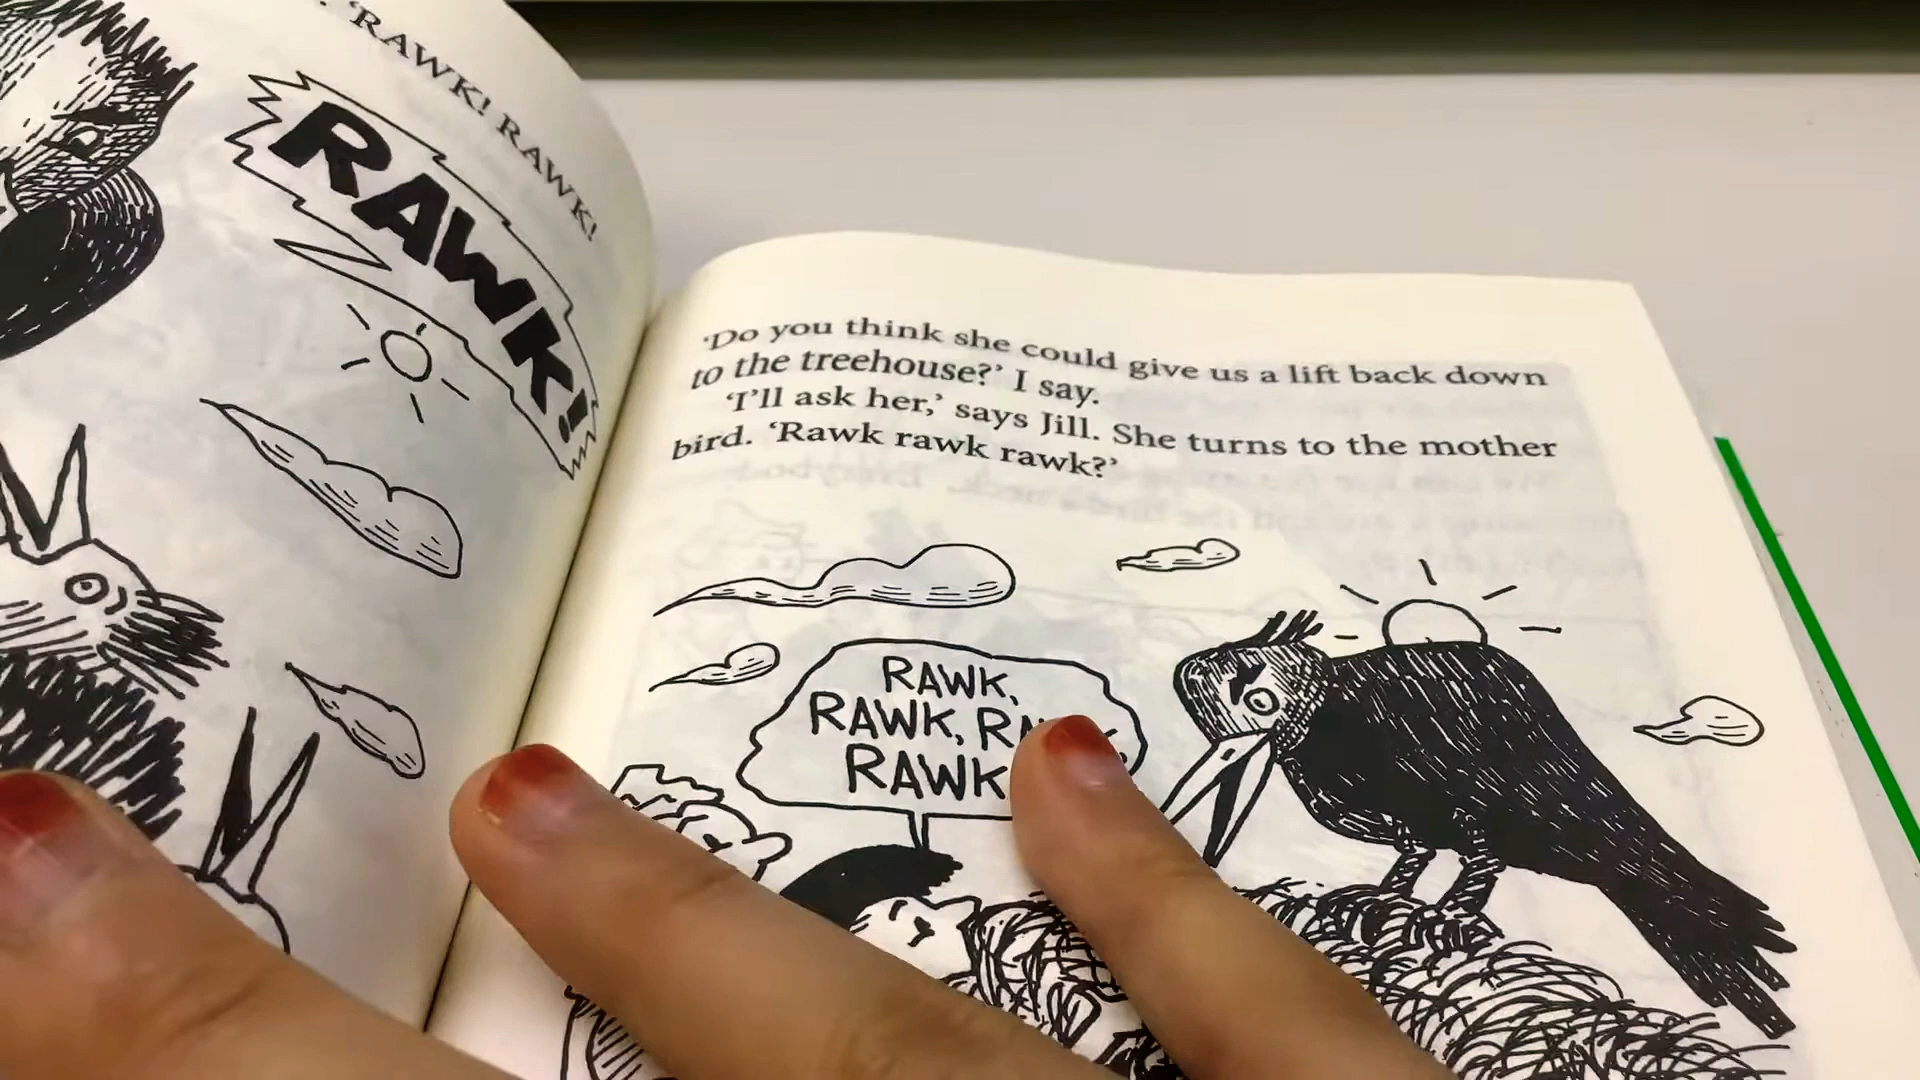 'RAWK! RAWK!
RAWK!
'Do you think she could give us a lift back down
to the treehouse?' I say.
'I'll ask her,' says Jill. She turns to the mother
bird. 'Rawk rawk rawk?'
RAWK,
RAWK,
RAWK